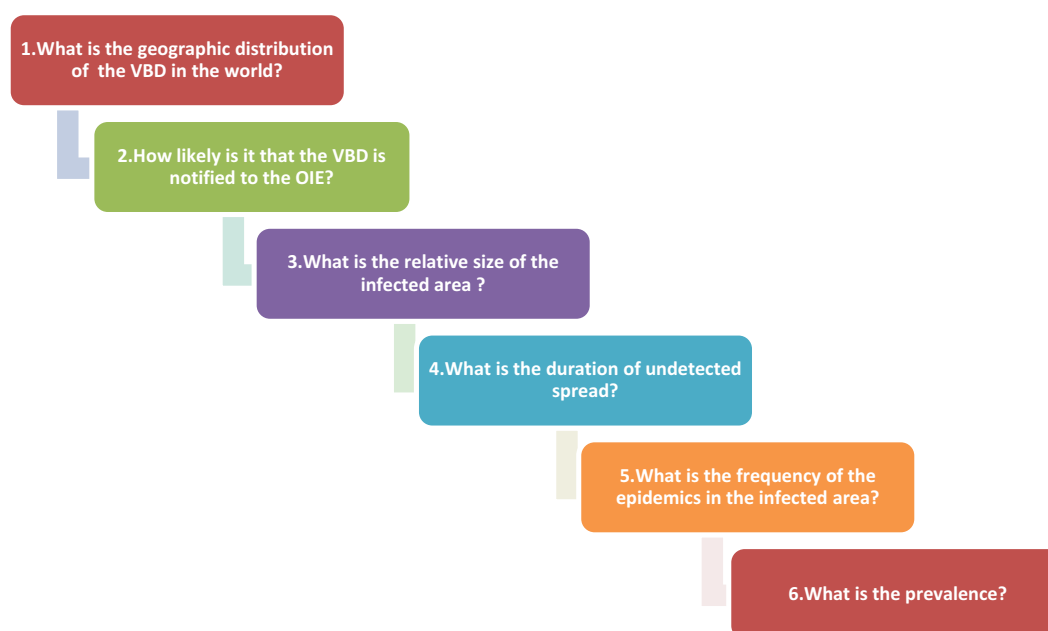 1.What is the geographic distribution
of the VBD in the world?
2.How likely is it that the VBD is
notified to the OIE?
3.What is the relative size of the
infected area ?
4.What is the duration of undetected
spread?
5.What is the frequency of the
epidemics in the infected area?
6.What is the prevalence?